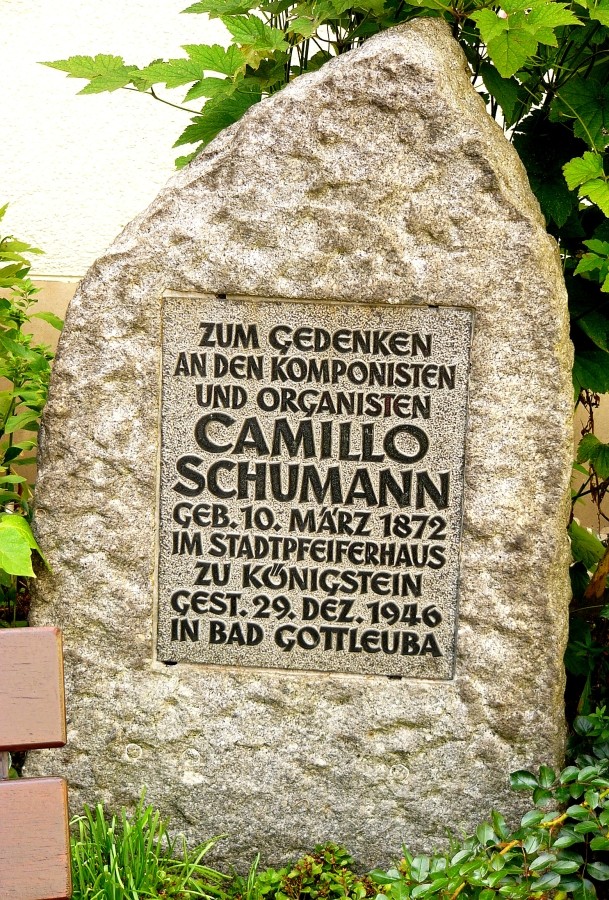 ZUM GEDENKEN
AN DEN KOMPONISTEN
UND ORGANISTEN
CAMILLO
SCHUMANN
GEB. 10. MÄRZ 1872
IM STADTPFEIFERHAUS
ZU KÖNIGSTEIN
GEST. 29. DEZ. 1946
IN BAD GOTTLEUBA